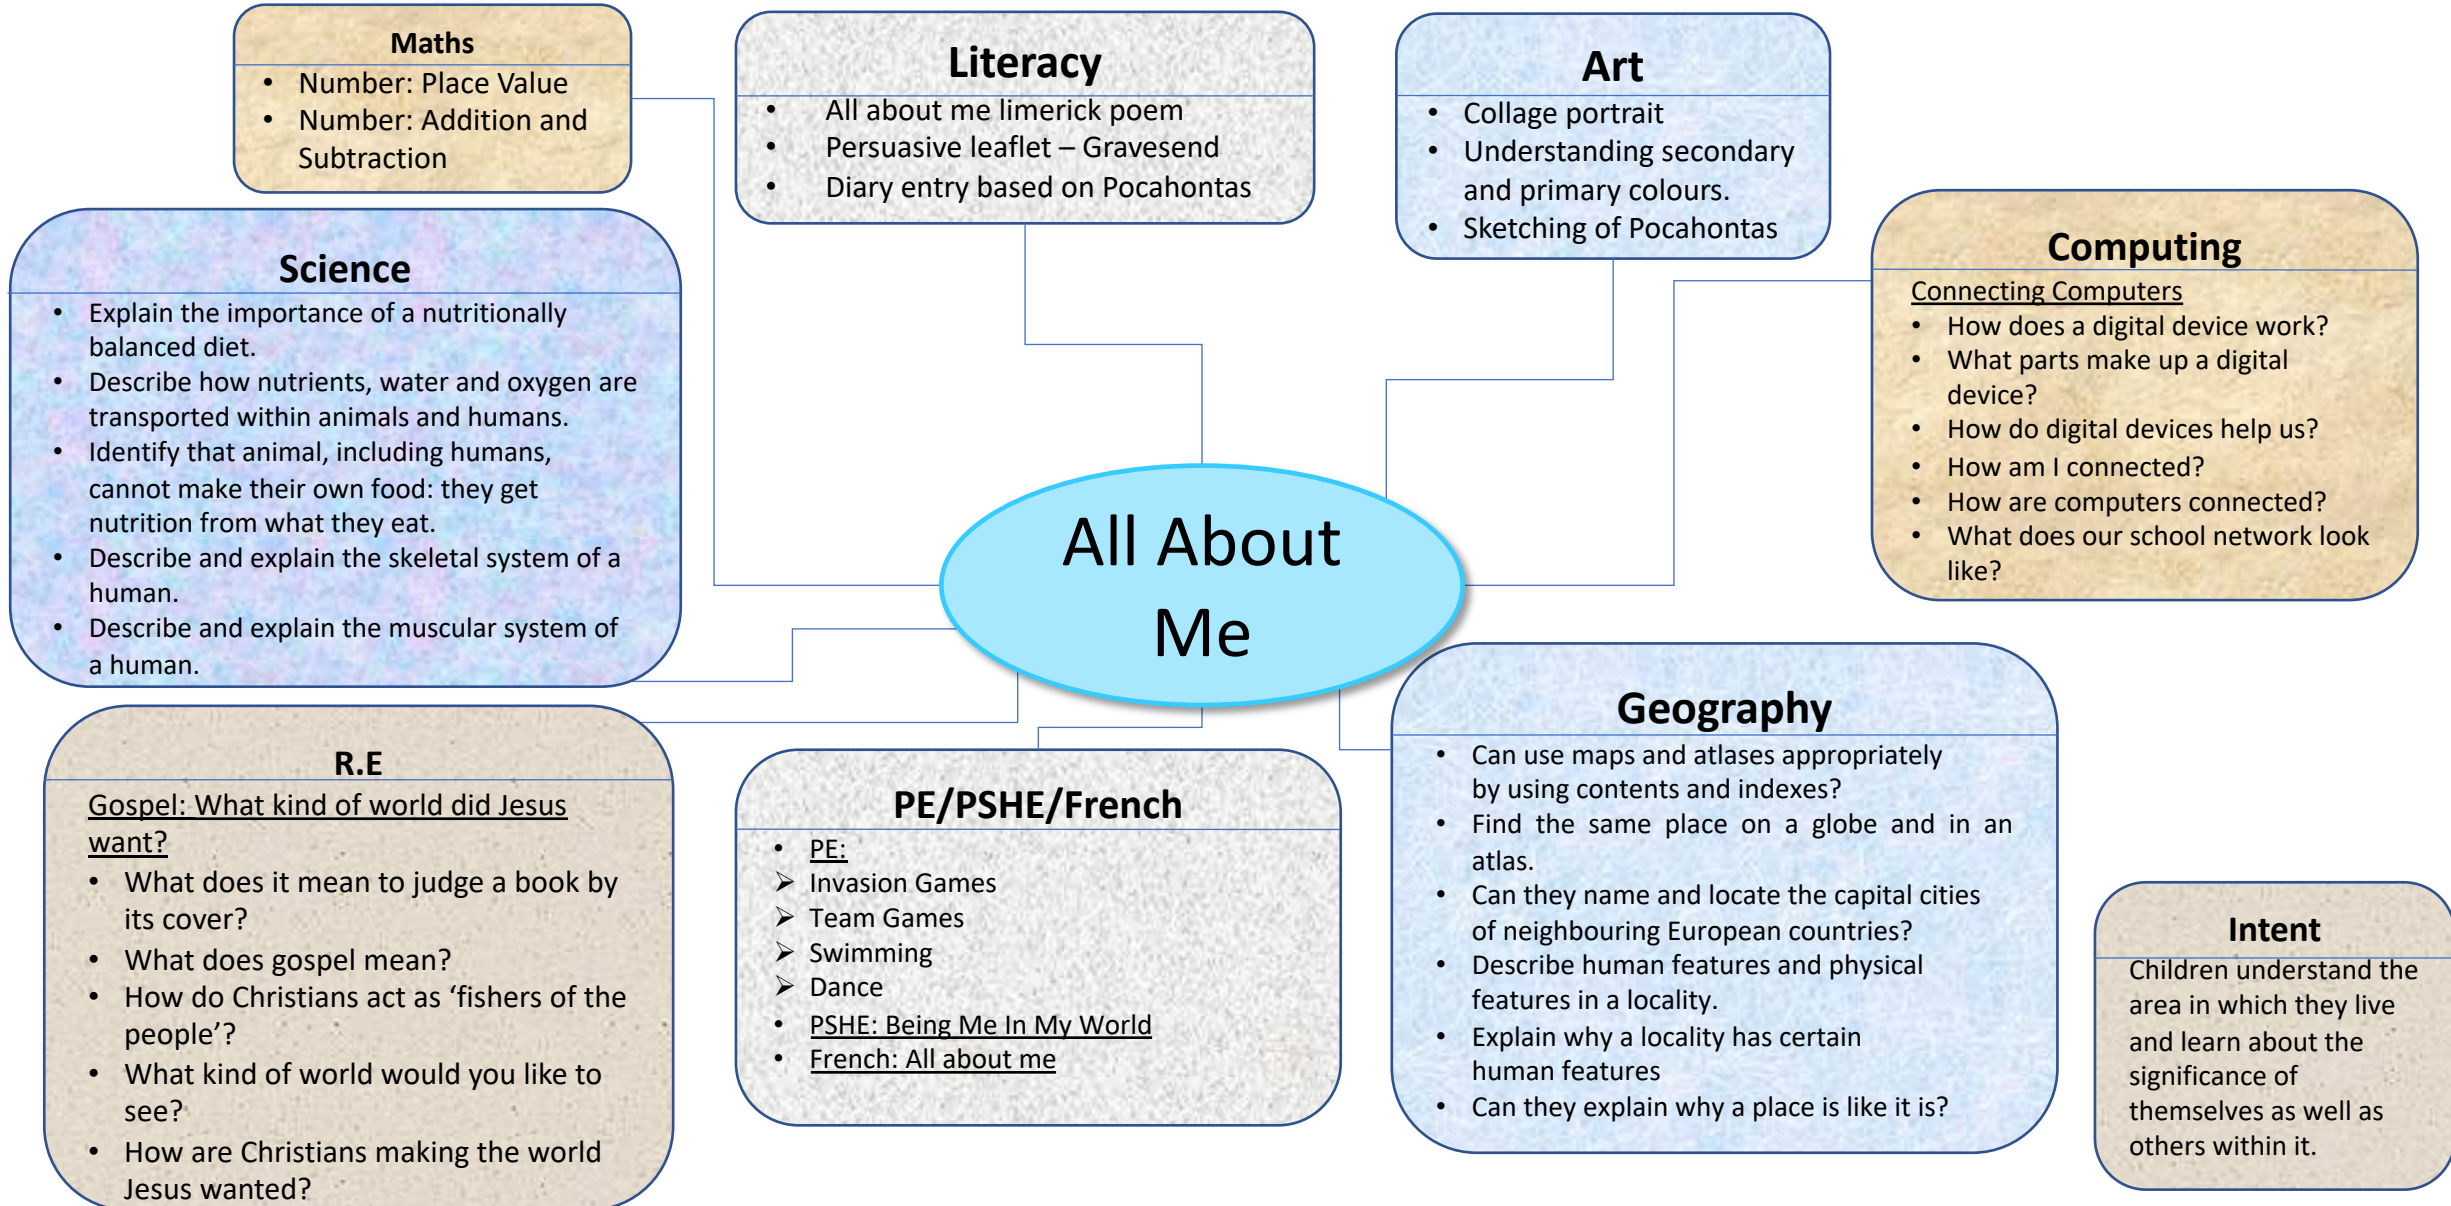 Maths
• Number: Place Value
• Number: Addition and
Subtraction
Literacy
• All about me limerick poem
• Persuasive leaflet – Gravesend
• Diary entry based on Pocahontas
Art
• Collage portrait
• Understanding secondary
and primary colours.
• Sketching of Pocahontas
Computing
Connecting Computers
• How does a digital device work?
• What parts make up a digital
device?
• How do digital devices help us?
• How am I connected?
• How are computers connected?
• What does our school network look
like?
Science
• Explain the importance of a nutritionally
balanced diet.
• Describe how nutrients, water and oxygen are
transported within animals and humans.
• Identify that animal, including humans,
cannot make their own food: they get
nutrition from what they eat.
• Describe and explain the skeletal system of a
human.
• Describe and explain the muscular system of
a human.
All About
Me
R.E
Gospel: What kind of world did Jesus
want?
• What does it mean to judge a book by
its cover?
• What does gospel mean?
• How do Christians act as ‘fishers of the
people’?
• What kind of world would you like to
see?
• How are Christians making the world
Jesus wanted?
PE/PSHE/French
• PE:
➢ Invasion Games
➢ Team Games
➢ Swimming
➢ Dance
• PSHE: Being Me In My World
• French: All about me
Geography
• Can use maps and atlases appropriately
by using contents and indexes?
• Find the same place on a globe and in an
atlas.
• Can they name and locate the capital cities
of neighbouring European countries?
• Describe human features and physical
features in a locality.
• Explain why a locality has certain
human features
• Can they explain why a place is like it is?
Intent
Children understand the
area in which they live
and learn about the
significance of
themselves as well as
others within it.